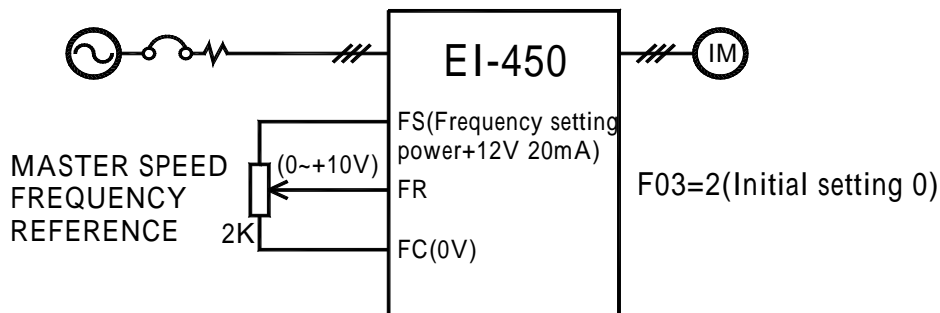 EI-450
IM
FS(Frequency setting
power+12V 20mA)
MASTER SPEED
FREQUENCY
REFERENCE
(0~+10V)
FR
2K
FC(0V)
F03=2(Initial setting 0)